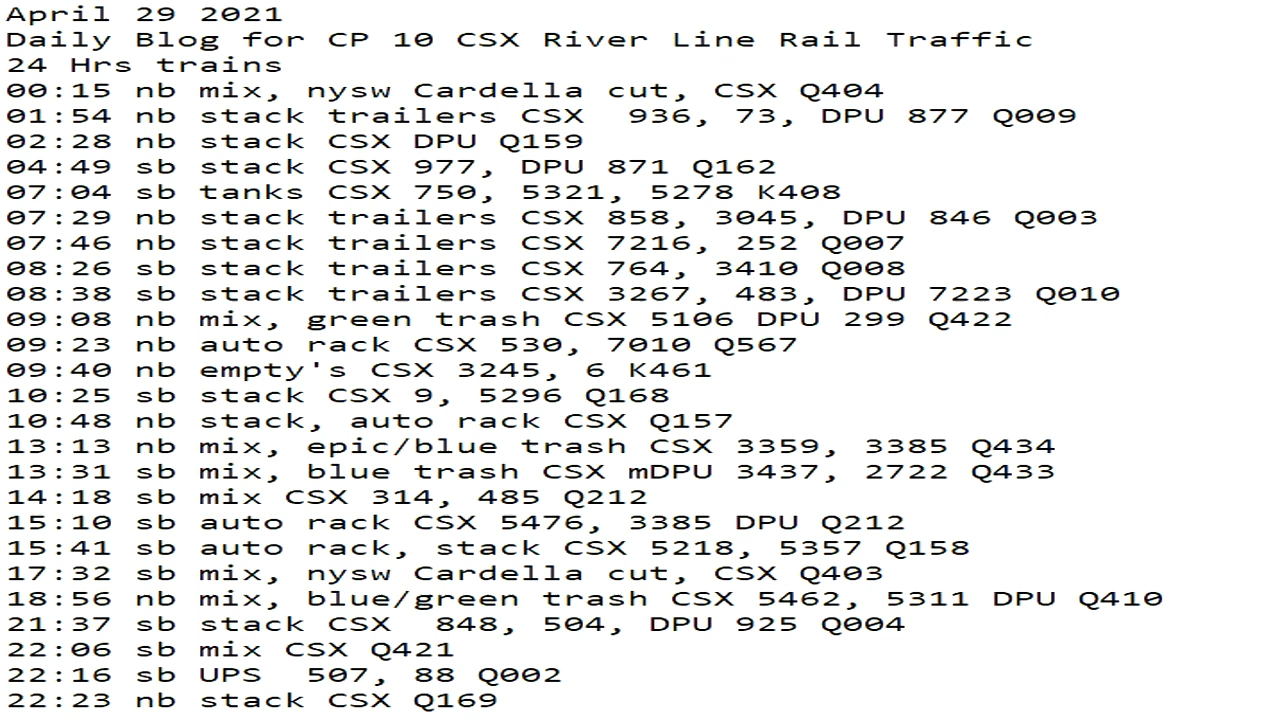 April 29 2021
Daily Blog for CP 10 CSX River Line Rail Traffic
24 Hrs trains
00:15 nb mix, nysw Cardella cut, CSX Q404
01:54 nb stack trailers CSX  936, 73, DPU 877 Q009
02:28 nb stack CSX DPU Q159
04:49 sb stack CSX 977, DPU 871 Q162
07:04 sb tanks CSX 750, 5321, 5278 K408
07:29 nb stack trailers CSX 858, 3045, DPU 846 Q003
07:46 nb stack trailers CSX 7216, 252 Q007
08:26 sb stack trailers CSX 764, 3410 Q008
08:38 sb stack trailers CSX 3267, 483, DPU 7223 Q010
09:08 nb mix, green trash CSX 5106 DPU 299 Q422
09:23 nb auto rack CSX 530, 7010 Q567
09:40 nb empty's CSX 3245, 6 K461
10:25 sb stack CSX 9, 5296 Q168
10:48 nb stack, auto rack CSX Q157
13:13 nb mix, epic/blue trash CSX 3359, 3385 Q434
13:31 sb mix, blue trash CSX mDPU 3437, 2722 Q433
14:18 sb mix CSX 314, 485 Q212
15:10 sb auto rack CSX 5476, 3385 DPU Q212
15:41 sb auto rack, stack CSX 5218, 5357 Q158
17:32 sb mix, nysw Cardella cut, CSX Q403
18:56 nb mix, blue/green trash CSX 5462, 5311 DPU Q410
21:37 sb stack CSX  848, 504, DPU 925 Q004
22:06 sb mix CSX Q421
22:16 sb UPS  507, 88 Q002
22:23 nb stack CSX Q169